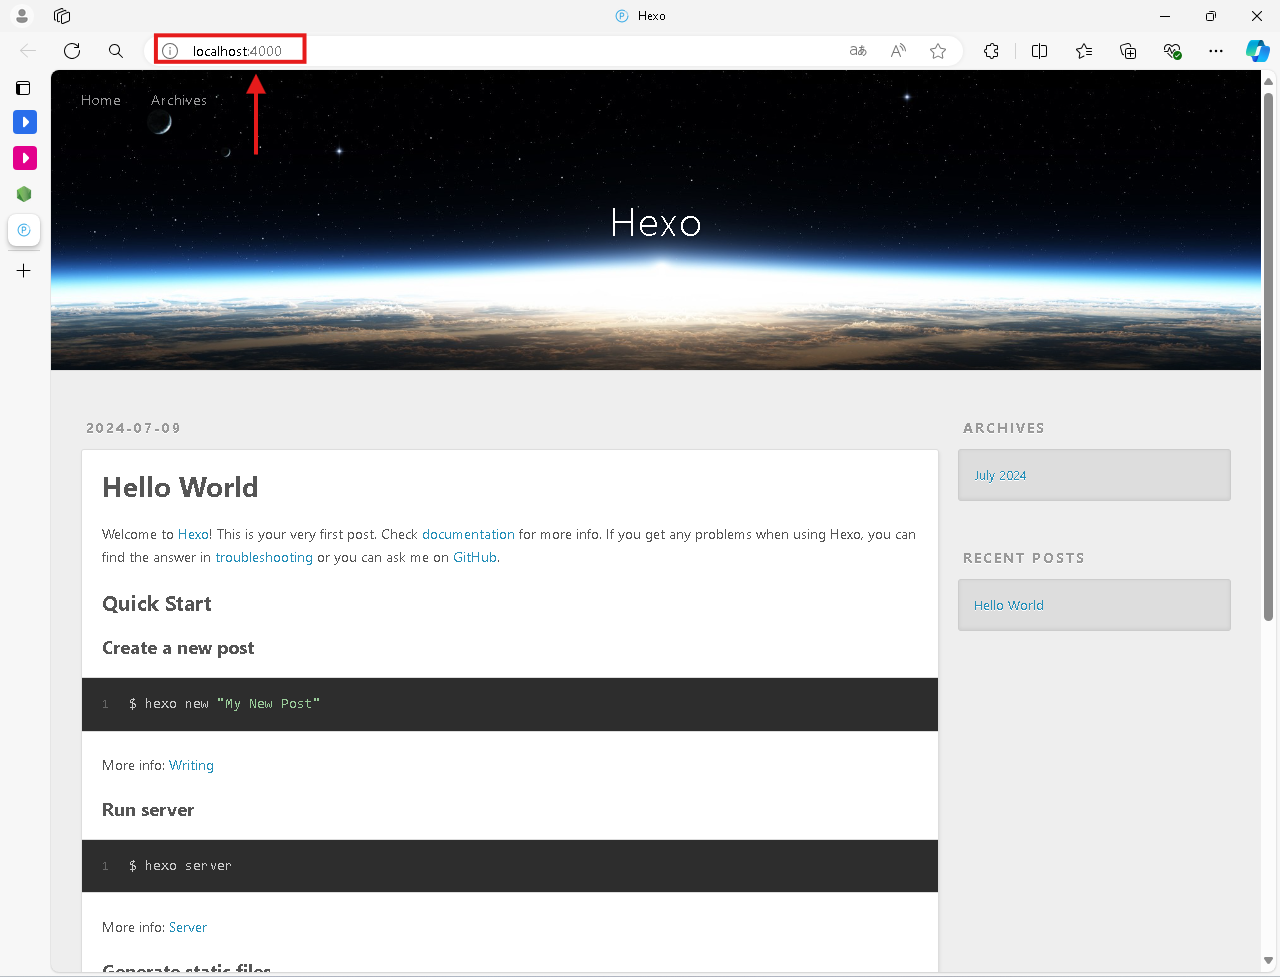 Hexo
localhost:4000
Home Archives
Hexo
2024-07-09
Hello World
Welcome to Hexo! This is your very first post. Check documentation for more info. If you get any problems when using Hexo, you can
find the answer in troubleshooting or you can ask me on GitHub.
Quick Start
Create a new post
1 $ hexo new "My New Post"
More info: Writing
Run server
1 $ hexo server
More info: Server
Generate static files
ARCHIVES
July 2024
RECENT POSTS
Hello World